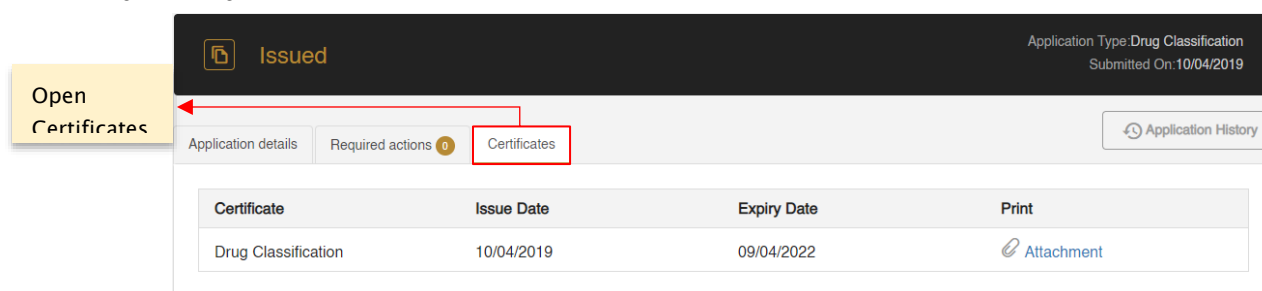 Issued
Application Type:Drug Classification
Submitted On:10/04/2019
Open
Certificates
Application History
Application details Required actions 0 Certificates
Certificate Issue Date Expiry Date Print
Drug Classification 10/04/2019 09/04/2022 Attachment